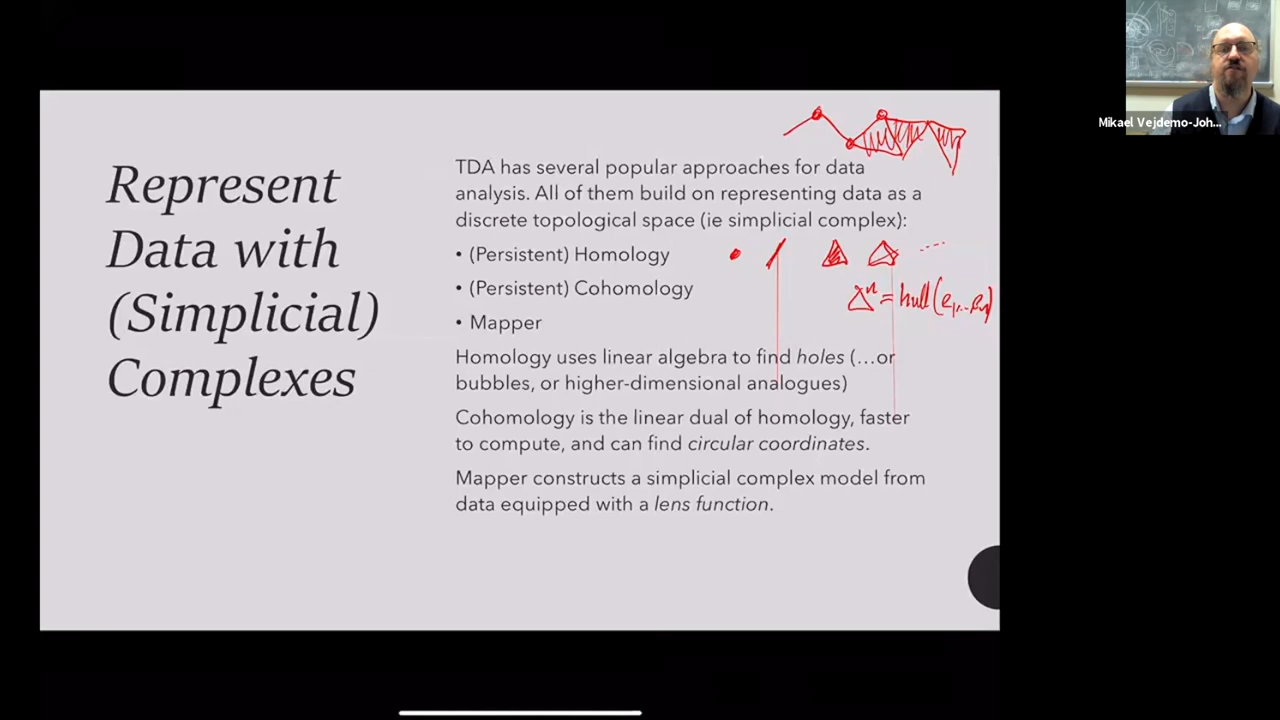 Mikael Vejdemo-Joh...
Represent
Data with
(Simplicial)
Complexes
TDA has several popular approaches for data
analysis. All of them build on representing data as a
discrete topological space (ie simplicial complex):
• (Persistent) Homology
• (Persistent) Cohomology
• Mapper
Homology uses linear algebra to find holes (…or
bubbles, or higher-dimensional analogues)
Cohomology is the linear dual of homology, faster
to compute, and can find circular coordinates.
Mapper constructs a simplicial complex model from
data equipped with a lens function.
Δⁿ = hull(e₁,...